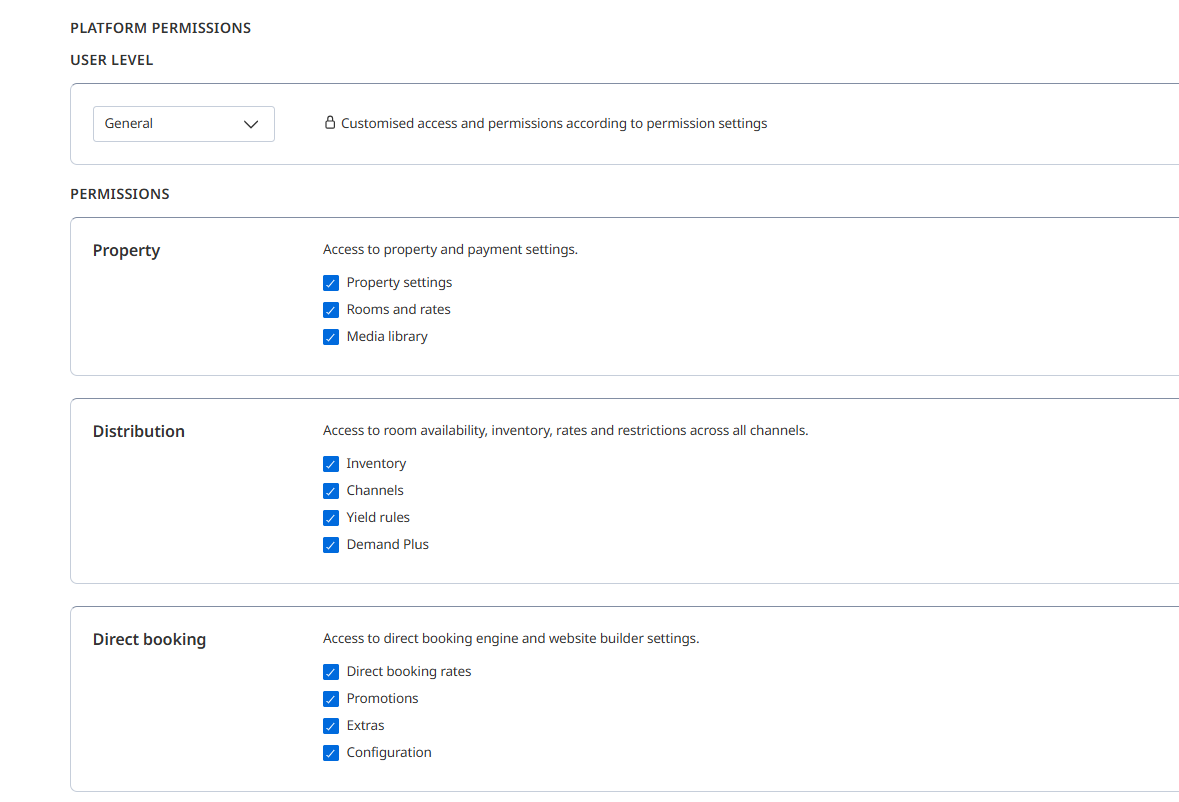 PLATFORM PERMISSIONS
USER LEVEL
General
Customised access and permissions according to permission settings
PERMISSIONS
Property
Access to property and payment settings.
Property settings
Rooms and rates
Media library
Distribution
Access to room availability, inventory, rates and restrictions across all channels.
Inventory
Channels
Yield rules
Demand Plus
Direct booking
Access to direct booking engine and website builder settings.
Direct booking rates
Promotions
Extras
Configuration